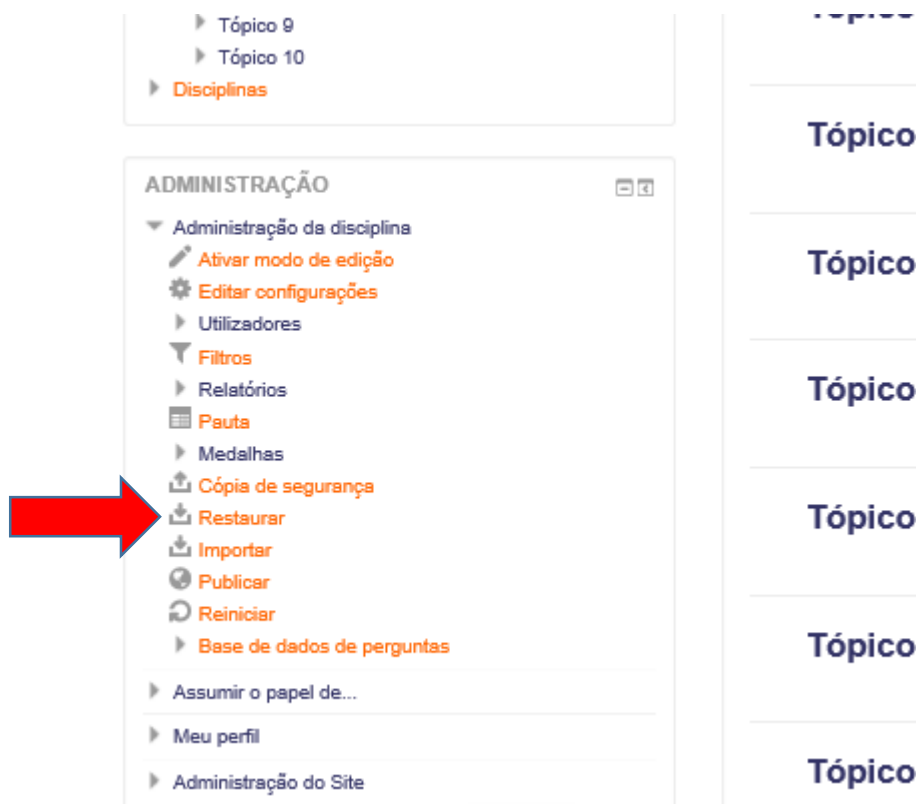 Tópico 9
Tópico 10
Disciplinas
ADMINISTRAÇÃO
Administração da disciplina
Ativar modo de edição
Editar configurações
Utilizadores
Filtros
Relatórios
Pauta
Medalhas
Cópia de segurança
Restaurar
Importar
Publicar
Reiniciar
Base de dados de perguntas
Assumir o papel de...
Meu perfil
Administração do Site
Tópico
Tópico
Tópico
Tópico
Tópico
Tópico